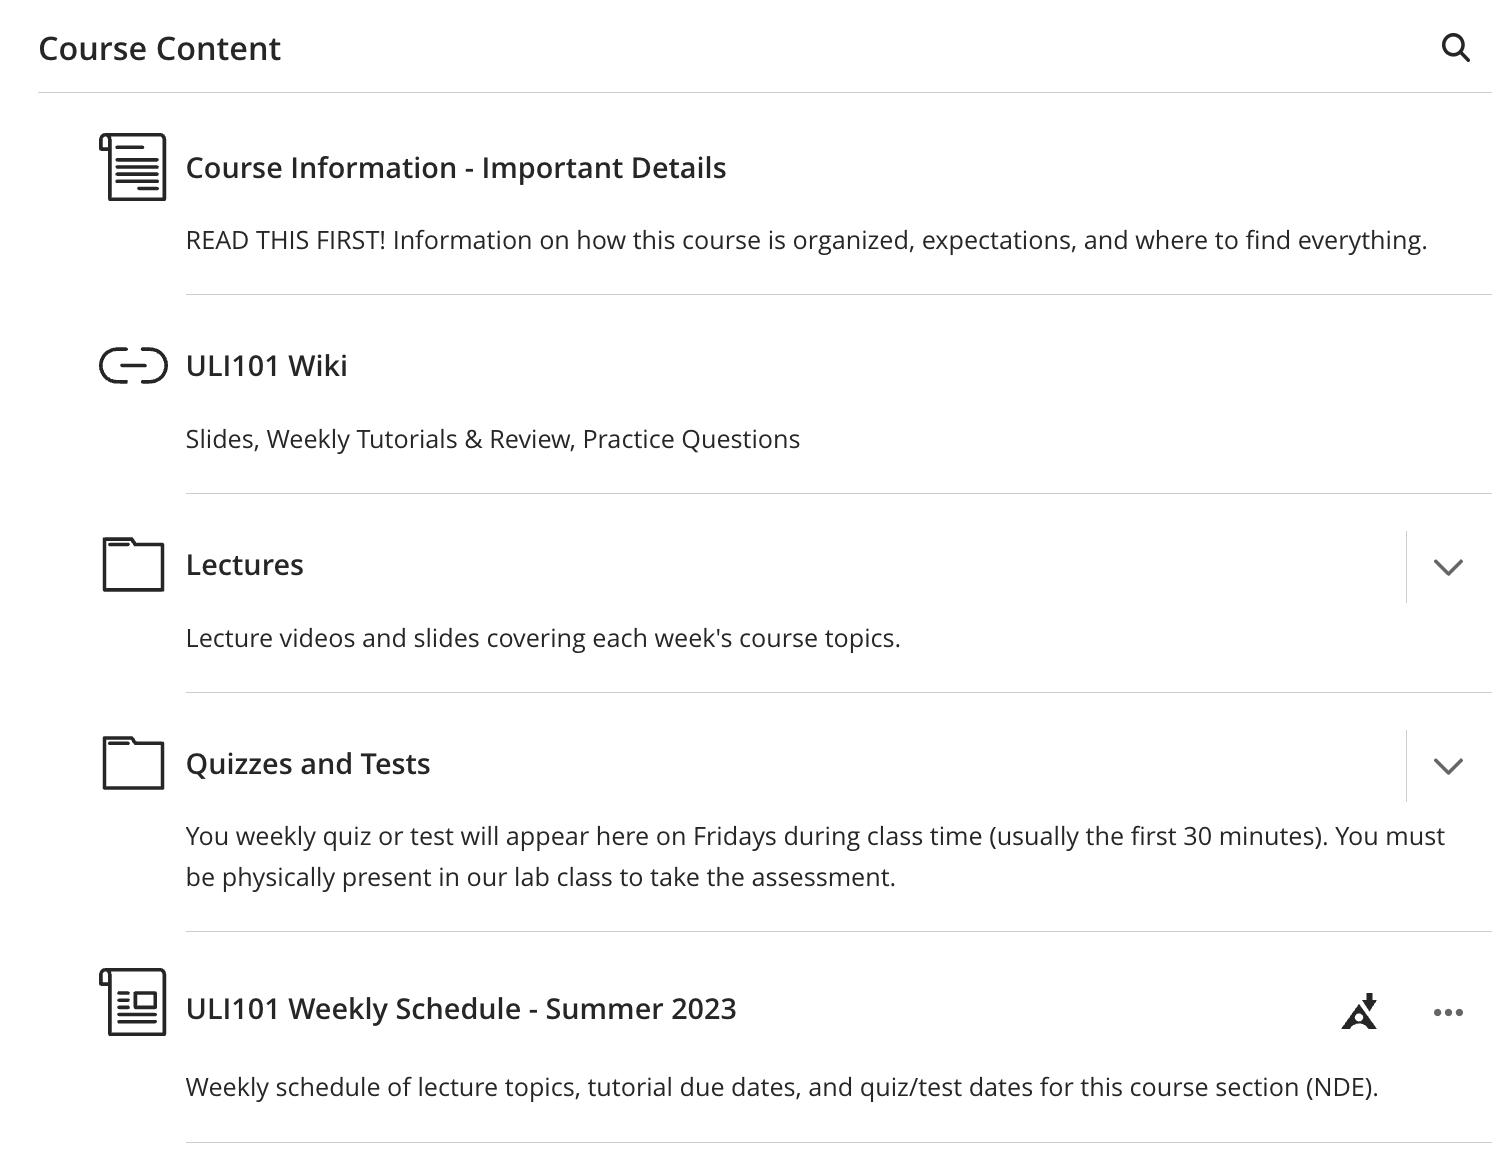 Course Content
Course Information - Important Details
READ THIS FIRST! Information on how this course is organized, expectations, and where to find everything.
ULI101 Wiki
Slides, Weekly Tutorials & Review, Practice Questions
Lectures
Lecture videos and slides covering each week's course topics.
Quizzes and Tests
You weekly quiz or test will appear here on Fridays during class time (usually the first 30 minutes). You must
be physically present in our lab class to take the assessment.
ULI101 Weekly Schedule - Summer 2023
Weekly schedule of lecture topics, tutorial due dates, and quiz/test dates for this course section (NDE).